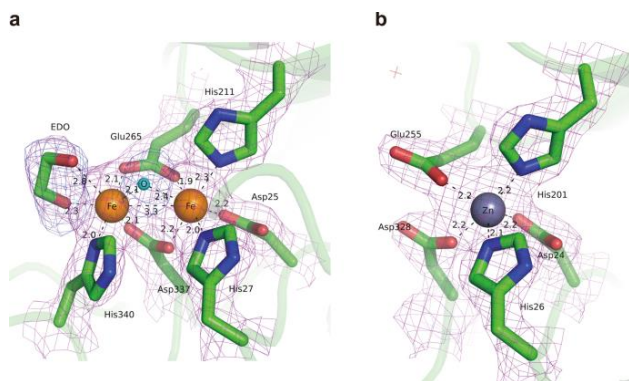 a
His211
EDO
Glu265
O
2.8
2.1
2.1
1.9
2.3
2.4
2.3
Fe
3.3
Fe
2.2
Asp25
2.1
2.2
2.0
2.0
Asp337
His27
His340
b
Glu255
2.2
2.2
His201
Zn
Asp328
2.2
2.2
2.1
Asp24
His26